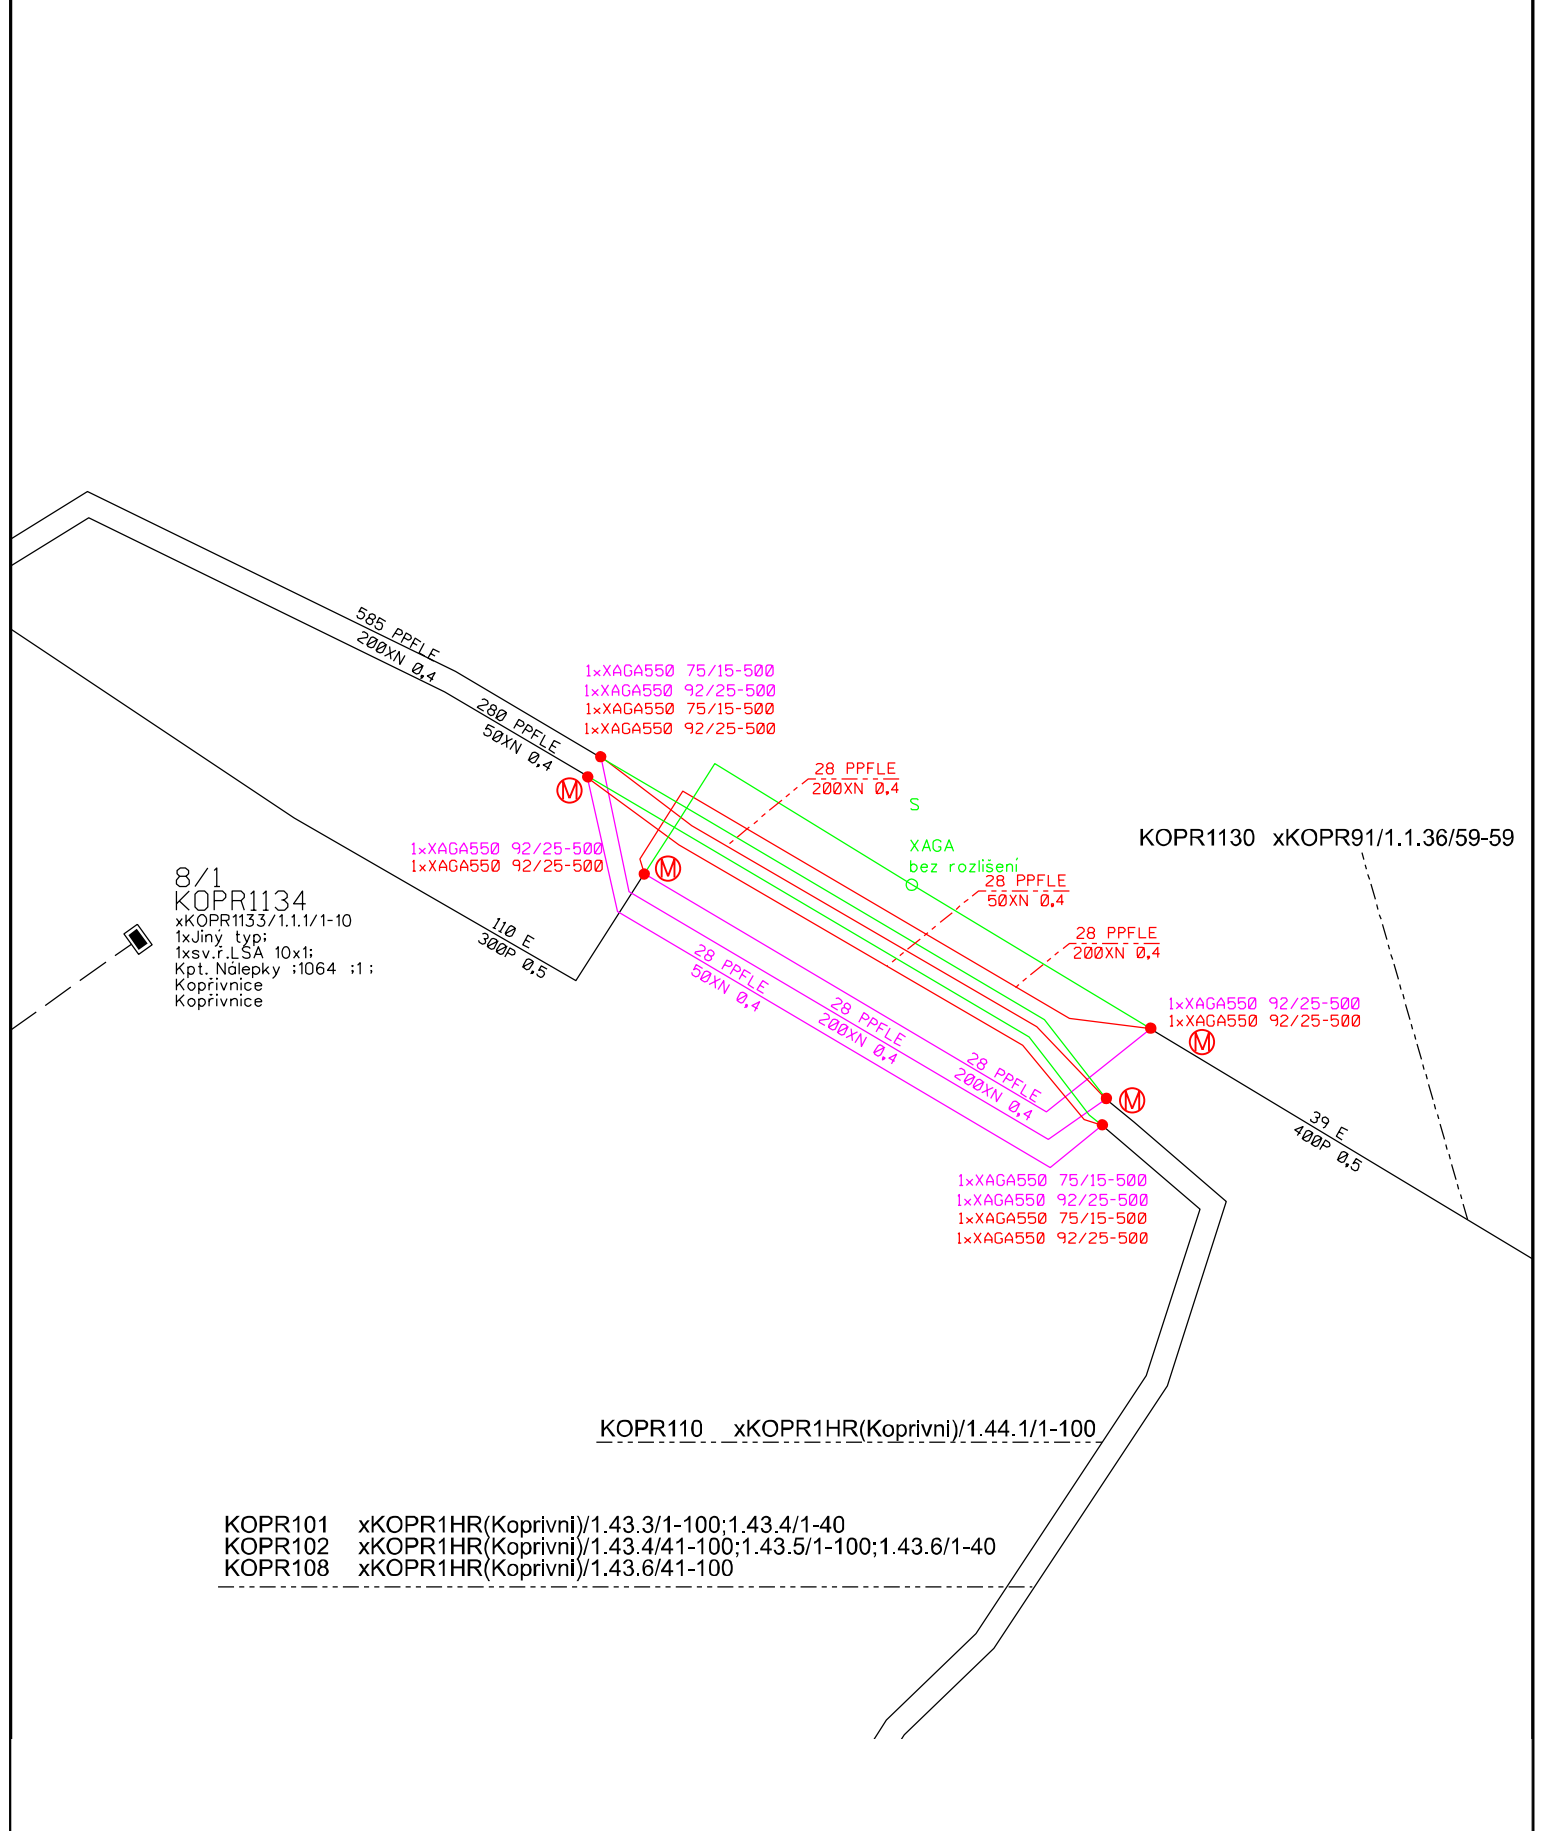 585 PPFLE
200XN 0,4
280 PPFLE
50XN 0,4
1xXAGA550 75/15-500
1xXAGA550 92/25-500
1xXAGA550 75/15-500
1xXAGA550 92/25-500
M
28 PPFLE
200XN 0,4
S
XAGA
bez rozlišení
KOPR1130 xKOPR91/1.1.36/59-59
1xXAGA550 92/25-500
1xXAGA550 92/25-500
M
8/1
KOPR1134
xKOPR1133/1.1.1/1-10
1xJiný typ;
1xsv.ř.LSA 10x1;
Kpt. Nálepky ;1064 ;1 ;
Kopřivnice
Kopřivnice
110 E
300P 0,5
28 PPFLE
50XN 0,4
28 PPFLE
200XN 0,4
28 PPFLE
50XN 0,4
28 PPFLE
200XN 0,4
28 PPFLE
200XN 0,4
1xXAGA550 92/25-500
1xXAGA550 92/25-500
M
M
39 E
400P 0,5
1xXAGA550 75/15-500
1xXAGA550 92/25-500
1xXAGA550 75/15-500
1xXAGA550 92/25-500
KOPR110 xKOPR1HR(Koprivni)/1.44.1/1-100
KOPR101 xKOPR1HR(Koprivni)/1.43.3/1-100;1.43.4/1-40
KOPR102 xKOPR1HR(Koprivni)/1.43.4/41-100;1.43.5/1-100;1.43.6/1-40
KOPR108 xKOPR1HR(Koprivni)/1.43.6/41-100